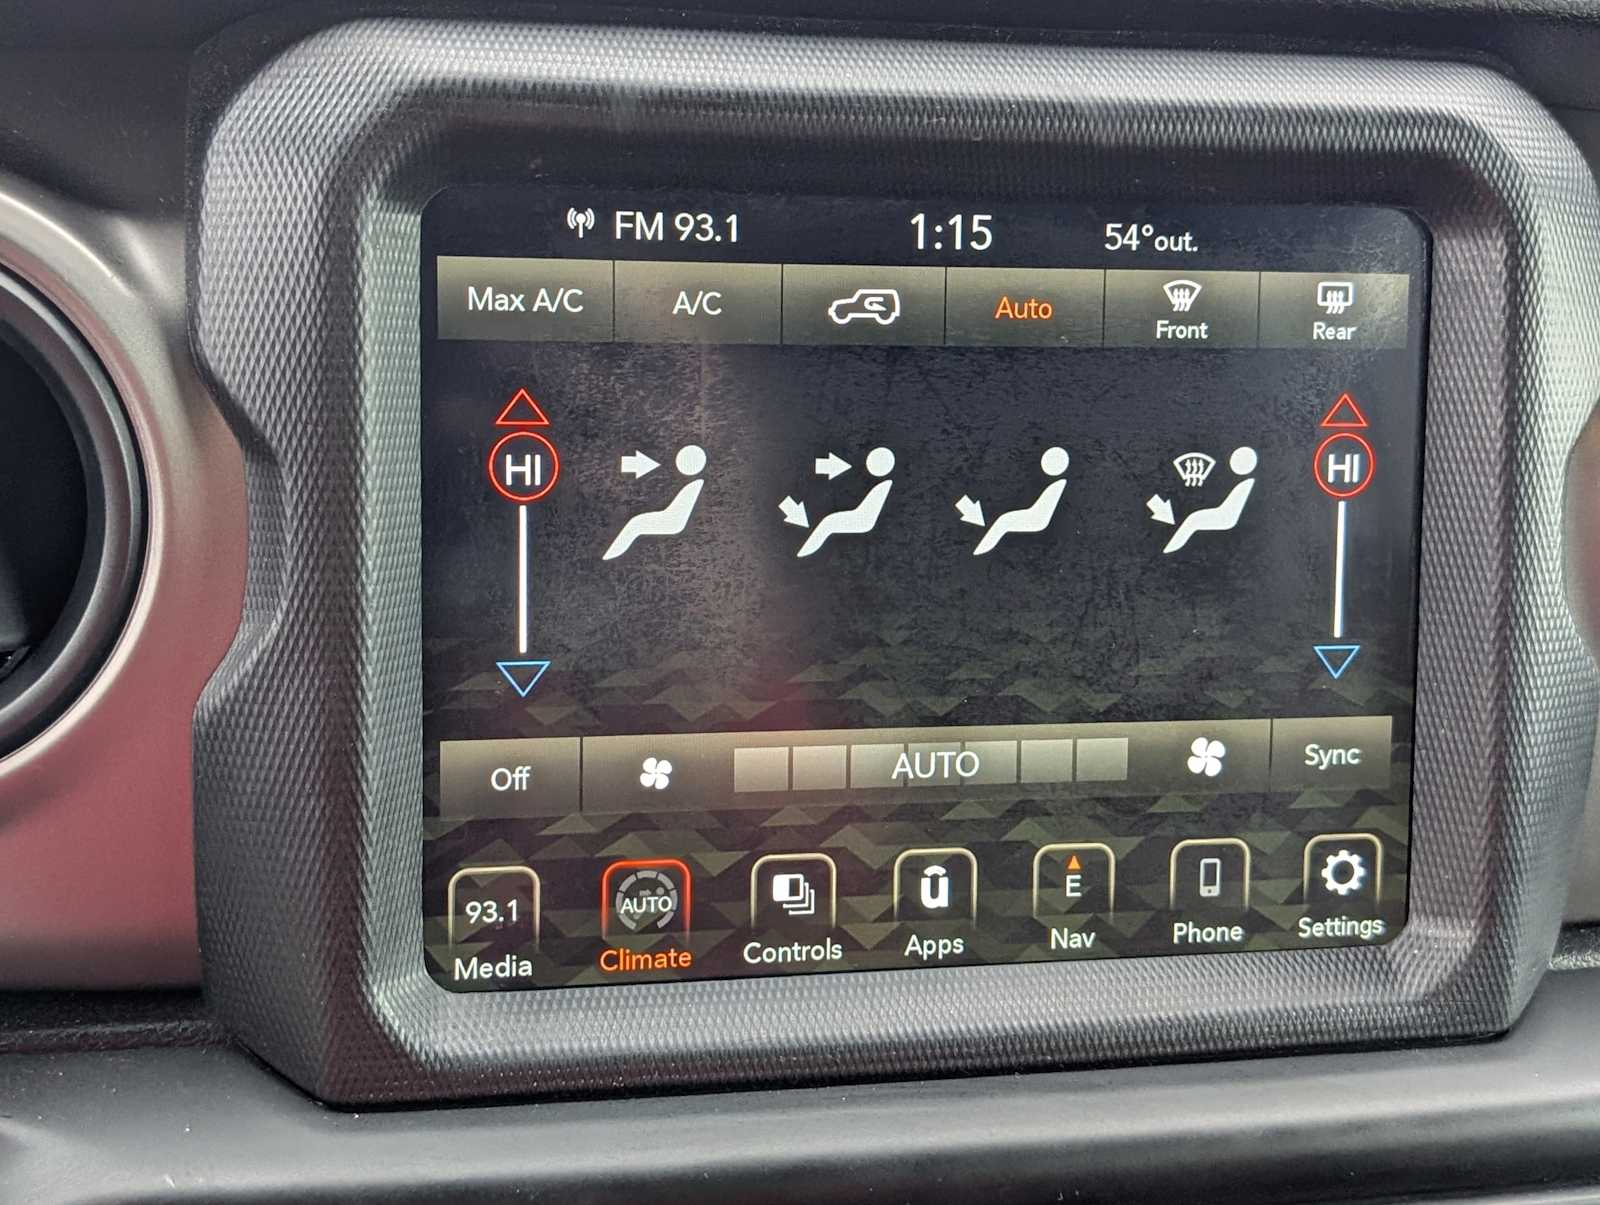 FM 93.1 1:15 54°out.
Max A/C A/C Auto Front Rear
HI HI
Off AUTO Sync
93.1 AUTO ū E
Media Climate Controls Apps Nav Phone Settings